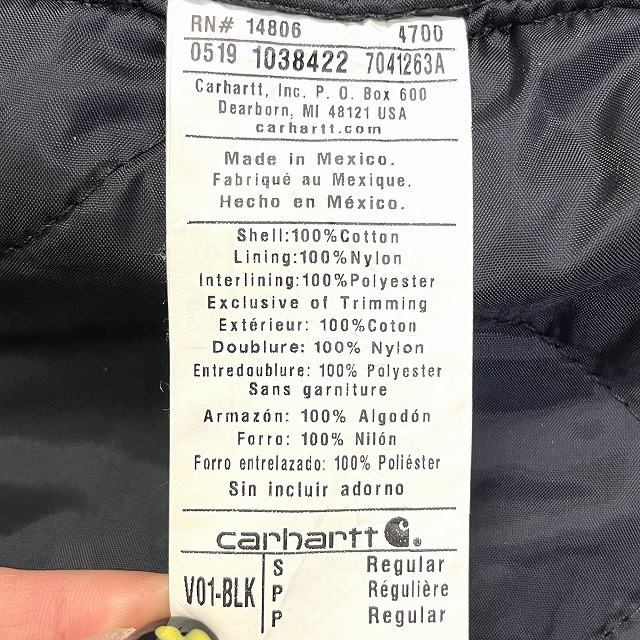 RN# 14806 4700
0519 1038422 7041263A
Carhartt, Inc. P. O. Box 600
Dearborn, MI 48121 USA
carhartt.com
Made in Mexico.
Fabriqué au Mexique.
Hecho en México.
Shell:100%Cotton
Lining:100%Nylon
Interlining:100%Polyester
Exclusive of Trimming
Extérieur: 100%Coton
Doublure: 100% Nylon
Entredoublure: 100% Polyester
Sans garniture
Armazón: 100% Algodón
Forro: 100% Nilón
Forro entrelazado: 100% Poliéster
Sin incluir adorno
carhartt
V01-BLK
S Regular
P Régulière
P Regular